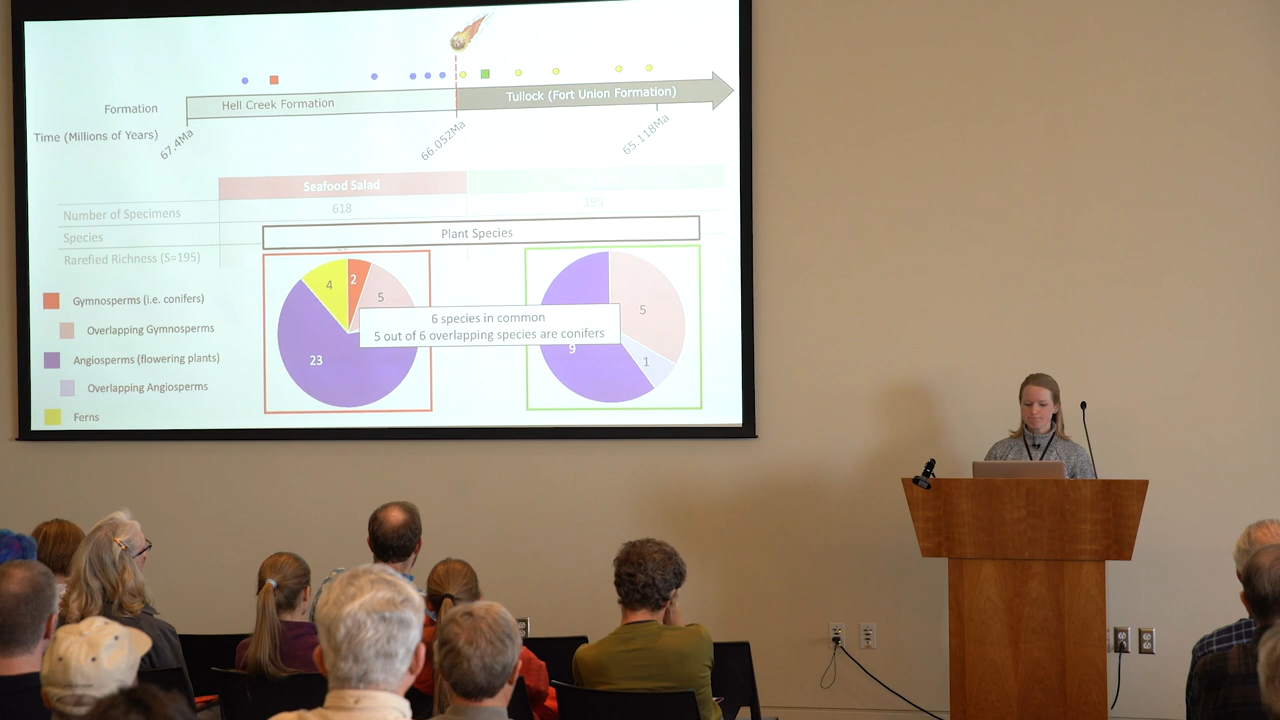 Formation
Hell Creek Formation
Tullock (Fort Union Formation)
Time (Millions of Years)
67.4Ma
66.052Ma
65.118Ma
Seafood Salad
Number of Specimens
618
195
Species
Rarefied Richness (S=195)
Plant Species
Gymnosperms (i.e. conifers)
Overlapping Gymnosperms
Angiosperms (flowering plants)
Overlapping Angiosperms
Ferns
4
2
5
23
6 species in common
5 out of 6 overlapping species are conifers
5
9
1